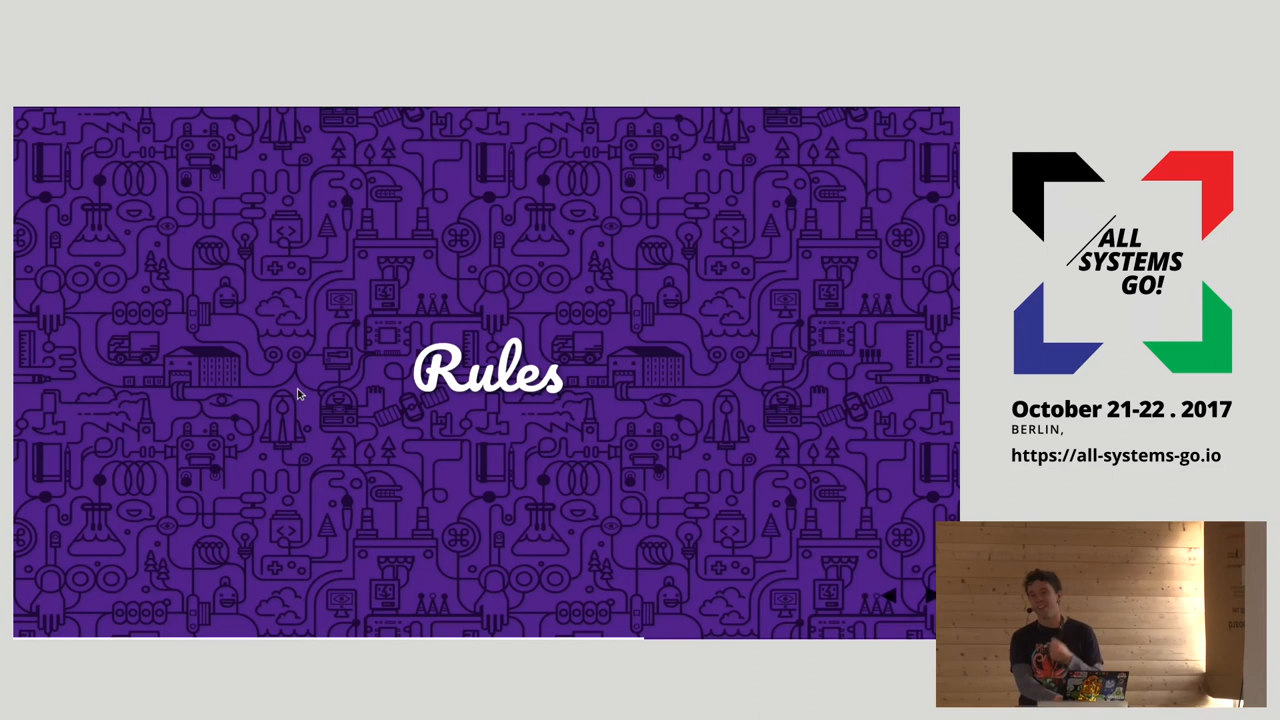 Rules
ALL
SYSTEMS
GO!
October 21-22 . 2017
BERLIN,
https://all-systems-go.io